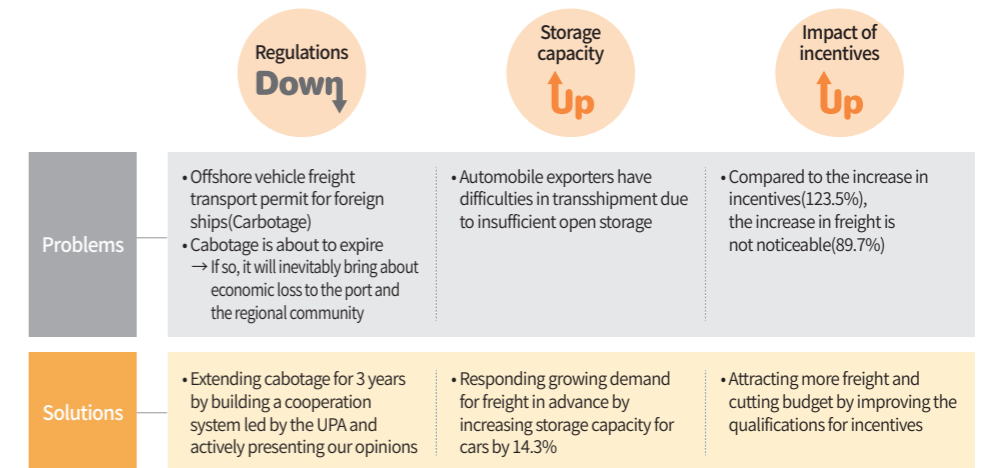 Regulations
Down
Storage
capacity
Up
Impact of
incentives
Up
Problems
• Offshore vehicle freight
transport permit for foreign
ships(Carbotage)
• Cabotage is about to expire
→ If so, it will inevitably bring about
economic loss to the port and
the regional community
• Automobile exporters have
difficulties in transshipment due
to insufficient open storage
• Compared to the increase in
incentives(123.5%),
the increase in freight is
not noticeable(89.7%)
Solutions
• Extending cabotage for 3 years
by building a cooperation
system led by the UPA and
actively presenting our opinions
• Responding growing demand
for freight in advance by
increasing storage capacity for
cars by 14.3%
• Attracting more freight and
cutting budget by improving the
qualifications for incentives